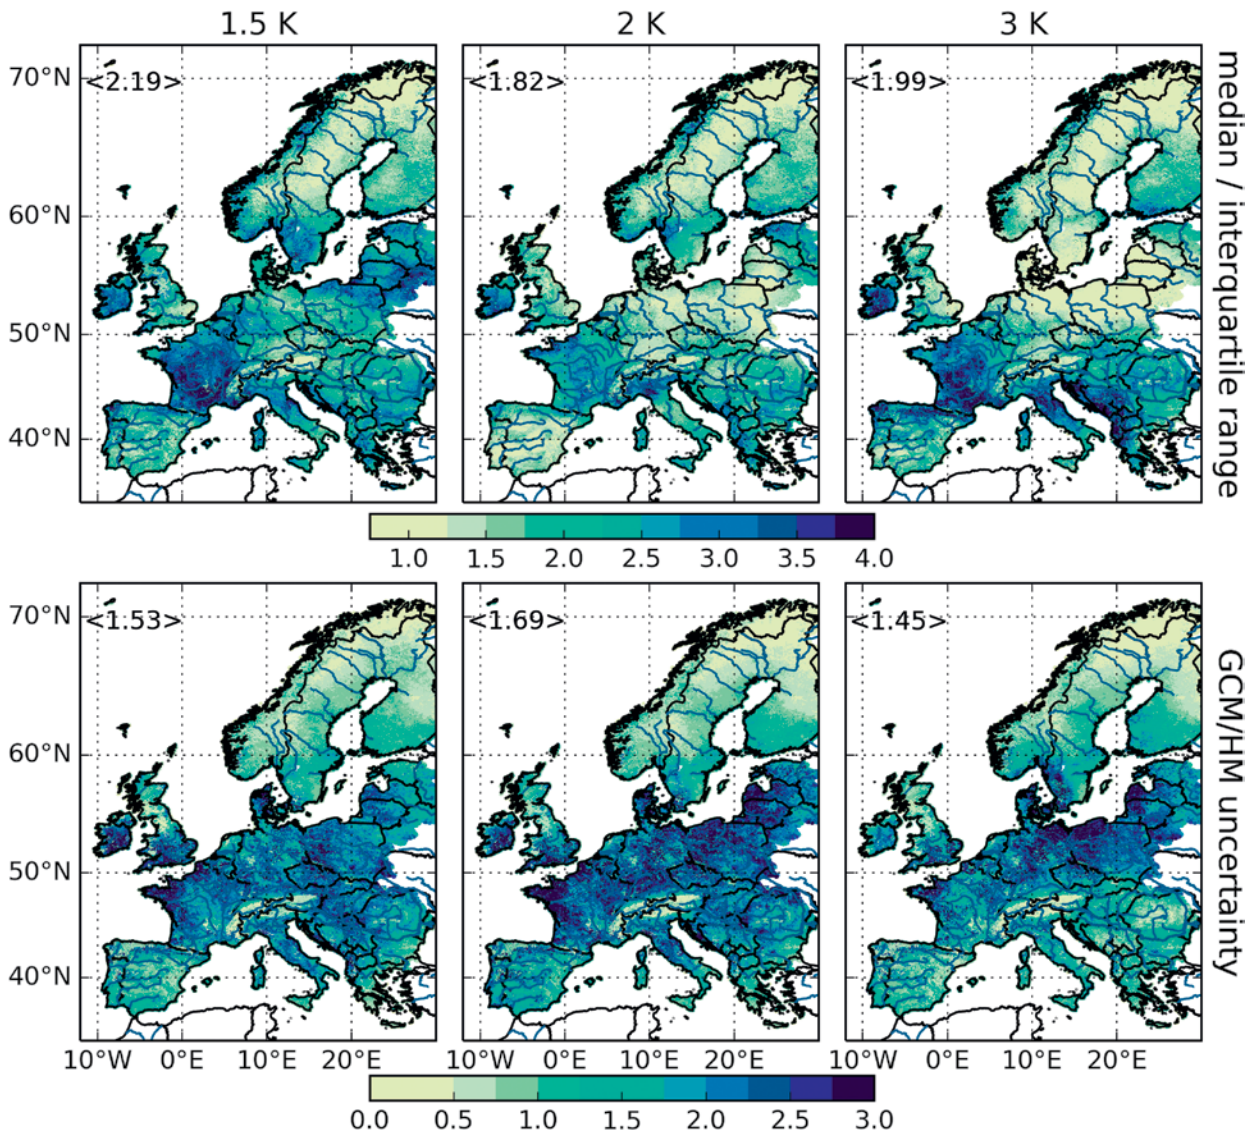 1.5 K 2 K 3 K
70°N <2.19> <1.82> <1.99>
60°N
50°N
40°N
median / interquartile range
1.0 1.5 2.0 2.5 3.0 3.5 4.0
70°N <1.53> <1.69> <1.45>
60°N
50°N
40°N
GCM/HM uncertainty
10°W 0°E 10°E 20°E 10°W 0°E 10°E 20°E 10°W 0°E 10°E 20°E
0.0 0.5 1.0 1.5 2.0 2.5 3.0